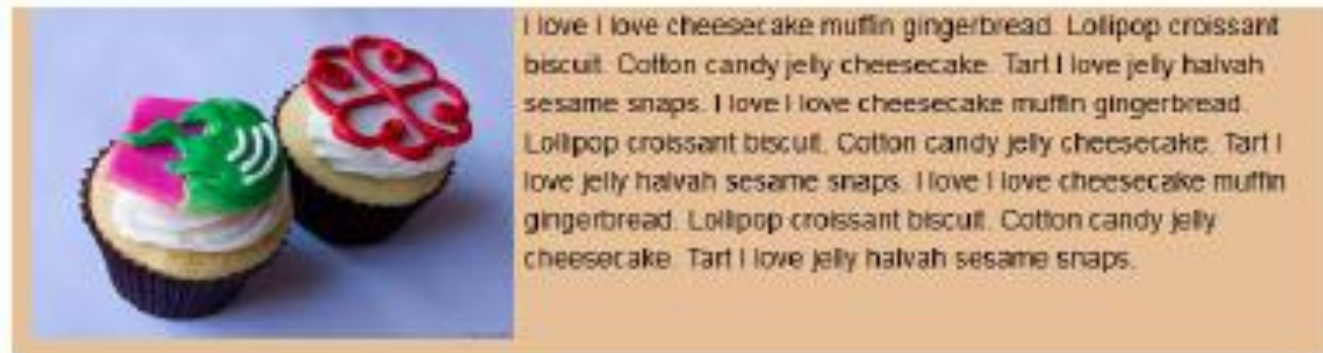 I love I love cheesecake muffin gingerbread. Lollipop croissant
biscuit. Cotton candy jelly cheesecake. Tart I love jelly halvah
sesame snaps. I love I love cheesecake muffin gingerbread.
Lollipop croissant biscuit. Cotton candy jelly cheesecake. Tart I
love jelly halvah sesame snaps. I love I love cheesecake muffin
gingerbread. Lollipop croissant biscuit. Cotton candy jelly
cheesecake. Tart I love jelly halvah sesame snaps.